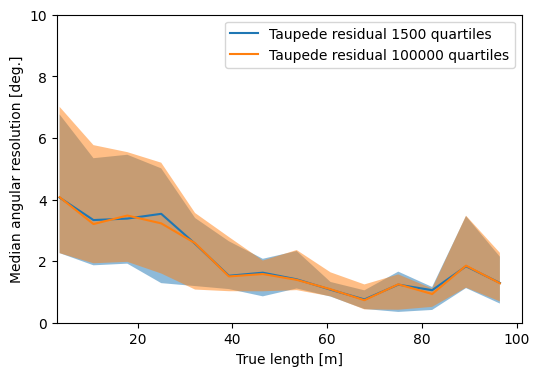 Taupede residual 1500 quartiles
Taupede residual 100000 quartiles
Median angular resolution [deg.]
10
8
6
4
2
0
20 40 60 80 100
True length [m]